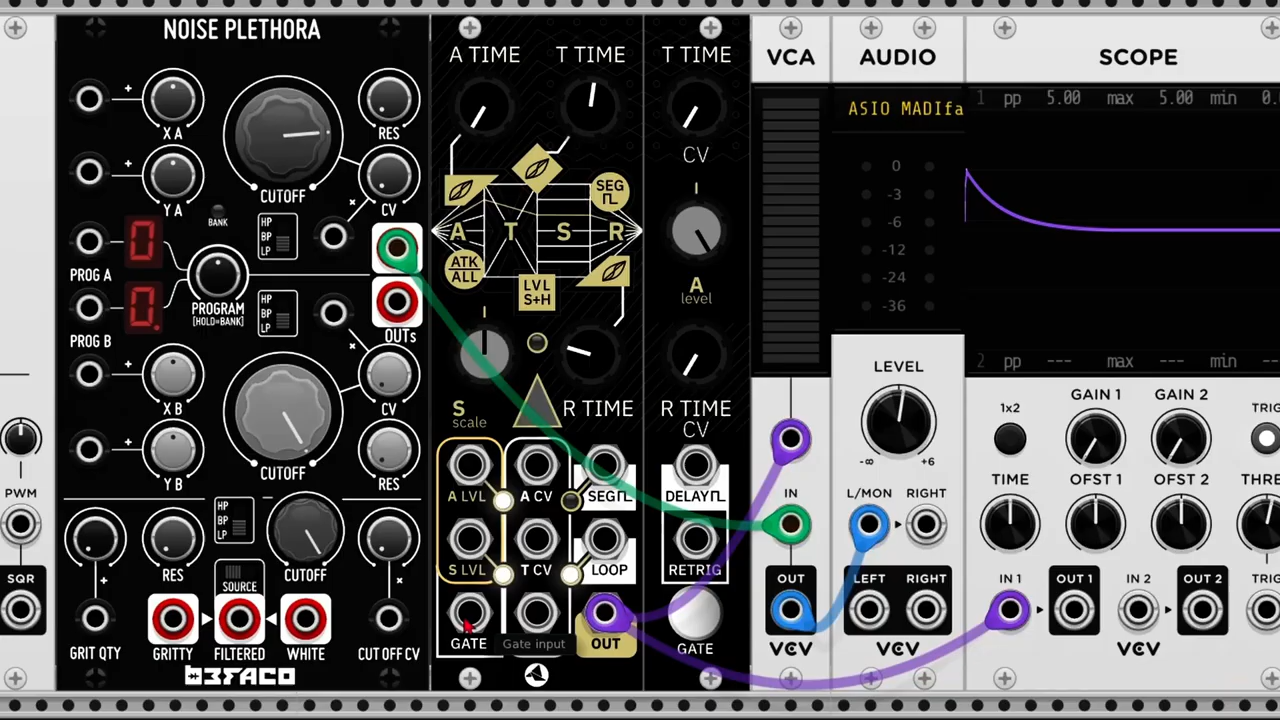 NOISE PLETHORA
X A
RES
CUTOFF
Y A
BANK
HP
BP
LP
CV
PROG A
0
PROGRAM
[HOLD=BANK]
PROG B
0.
HP
BP
LP
OUTs
X B
CV
CUTOFF
Y B
RES
HP
BP
LP
RES
SOURCE
CUTOFF
GRIT QTY
GRITTY
FILTERED
WHITE
CUT OFF CV
PWM
SQR
A TIME
T TIME
SEG
A
T
S
R
ATK
ALL
LVL
S+H
S
scale
R TIME
A LVL
A CV
SEG
S LVL
T CV
LOOP
GATE
Gate input
OUT
T TIME
CV
A
level
R TIME
CV
DELAY
RETRIG
GATE
VCA
IN
OUT
VCV
AUDIO
ASIO MADIfa
0
-3
-6
-12
-24
-36
LEVEL
-∞
+6
L/MON
RIGHT
LEFT
RIGHT
VCV
SCOPE
1 pp 5.00 max 5.00 min 0.
2 pp --- max --- min --
1x2
GAIN 1
GAIN 2
TRIG
TIME
OFST 1
OFST 2
THRE
IN 1
OUT 1
IN 2
OUT 2
TRIG
VCV